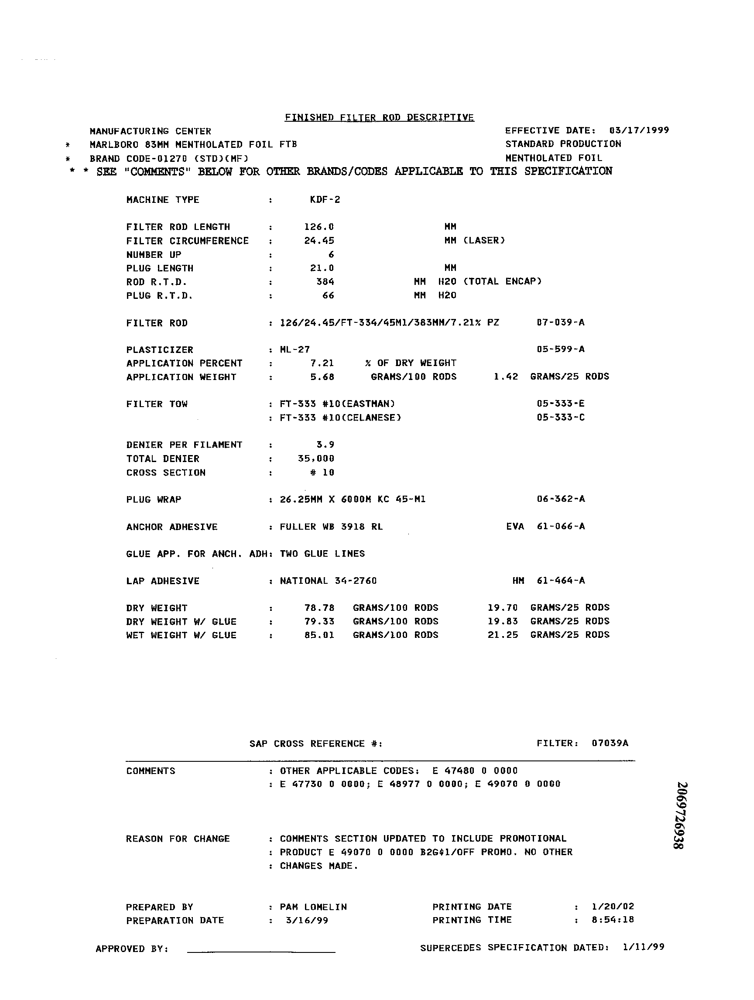 FINISHED FILTER ROD DESCRIPTIVE
MANUFACTURING CENTER EFFECTIVE DATE: 03/17/1999
* MARLBORO 83MM MENTHOLATED FOIL FTB STANDARD PRODUCTION
* BRAND CODE-01270 (STD)(MF) MENTHOLATED FOIL
* * SEE "COMMENTS" BELOW FOR OTHER BRANDS/CODES APPLICABLE TO THIS SPECIFICATION
MACHINE TYPE : KDF-2
FILTER ROD LENGTH : 126.0 MM
FILTER CIRCUMFERENCE : 24.45 MM (LASER)
NUMBER UP : 6
PLUG LENGTH : 21.0 MM
ROD R.T.D. : 384 MM H2O (TOTAL ENCAP)
PLUG R.T.D. : 66 MM H2O
FILTER ROD : 126/24.45/FT-334/45M1/383MM/7.21% PZ 07-039-A
PLASTICIZER : ML-27 05-599-A
APPLICATION PERCENT : 7.21 % OF DRY WEIGHT
APPLICATION WEIGHT : 5.68 GRAMS/100 RODS 1.42 GRAMS/25 RODS
FILTER TOW : FT-333 #10(EASTMAN) 05-333-E
: FT-333 #10(CELANESE) 05-333-C
DENIER PER FILAMENT : 3.9
TOTAL DENIER : 35,000
CROSS SECTION : # 10
PLUG WRAP : 26.25MM X 6000M KC 45-M1 06-362-A
ANCHOR ADHESIVE : FULLER WB 3918 RL EVA 61-066-A
GLUE APP. FOR ANCH. ADH: TWO GLUE LINES
LAP ADHESIVE : NATIONAL 34-2760 HM 61-464-A
DRY WEIGHT : 78.78 GRAMS/100 RODS 19.70 GRAMS/25 RODS
DRY WEIGHT W/ GLUE : 79.33 GRAMS/100 RODS 19.83 GRAMS/25 RODS
WET WEIGHT W/ GLUE : 85.01 GRAMS/100 RODS 21.25 GRAMS/25 RODS
SAP CROSS REFERENCE #: FILTER: 07039A
COMMENTS : OTHER APPLICABLE CODES: E 47480 0 0000
: E 47730 0 0000; E 48977 0 0000; E 49070 0 0000
REASON FOR CHANGE : COMMENTS SECTION UPDATED TO INCLUDE PROMOTIONAL
: PRODUCT E 49070 0 0000 B2G$1/OFF PROMO. NO OTHER
: CHANGES MADE.
PREPARED BY : PAM LOMELIN PRINTING DATE : 1/20/02
PREPARATION DATE : 3/16/99 PRINTING TIME : 8:54:18
APPROVED BY: SUPERCEDES SPECIFICATION DATED: 1/11/99
2069726938